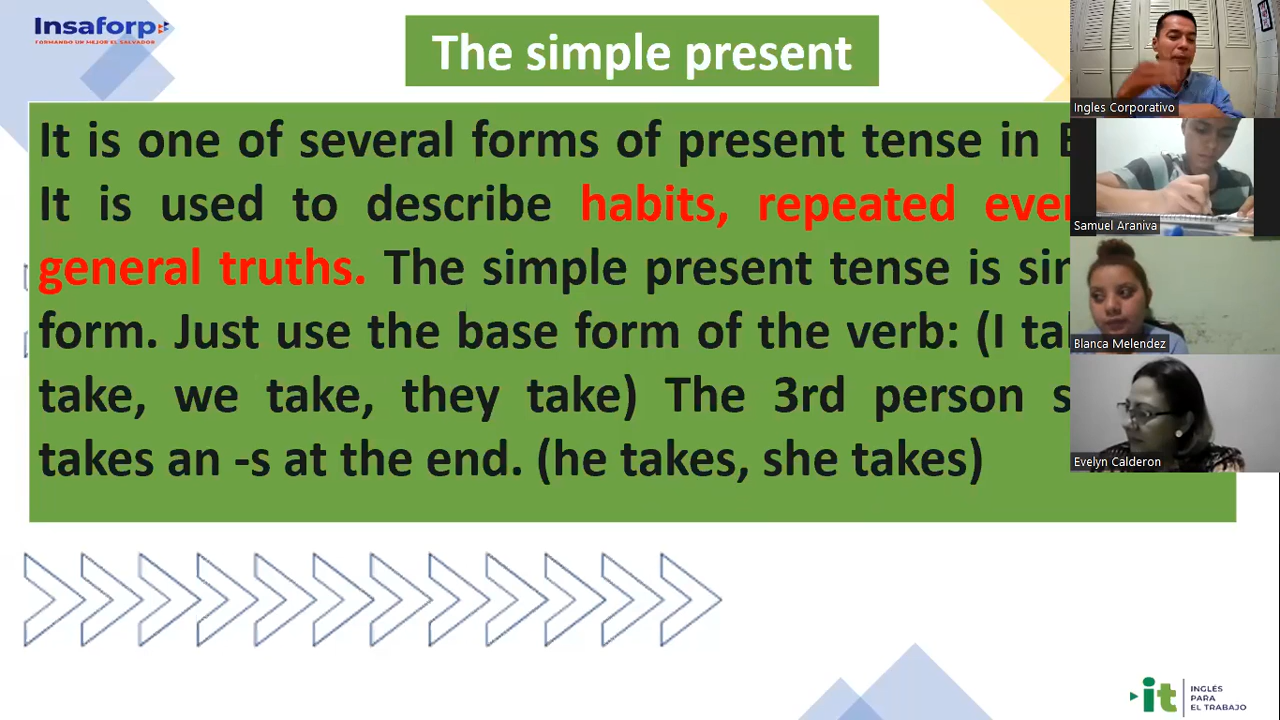 Insaforp
FORMANDO UN MEJOR EL SALVADOR
The simple present
It is one of several forms of present tense in
It is used to describe habits, repeated
general truths. The simple present tense is
form. Just use the base form of the verb: (I
take, we take, they take) The 3rd person
takes an -s at the end. (he takes, she takes)
Ingles Corporativo
Samuel Araniva
Blanca Melendez
Evelyn Calderon
it
INGLÉS
PARA
EL TRABAJO